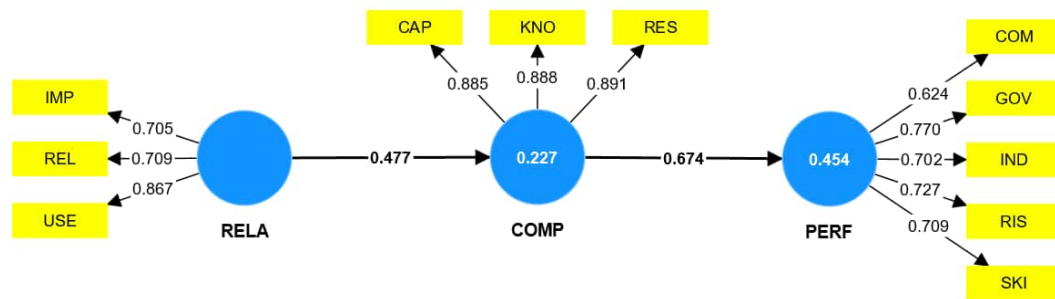 CAP
KNO
RES
COM
0.885
0.888
0.891
IMP
0.624
GOV
0.705
0.770
REL
0.709
0.477
0.227
0.674
0.454
0.702
IND
0.867
0.727
USE
RELA
COMP
PERF
0.709
RIS
SKI